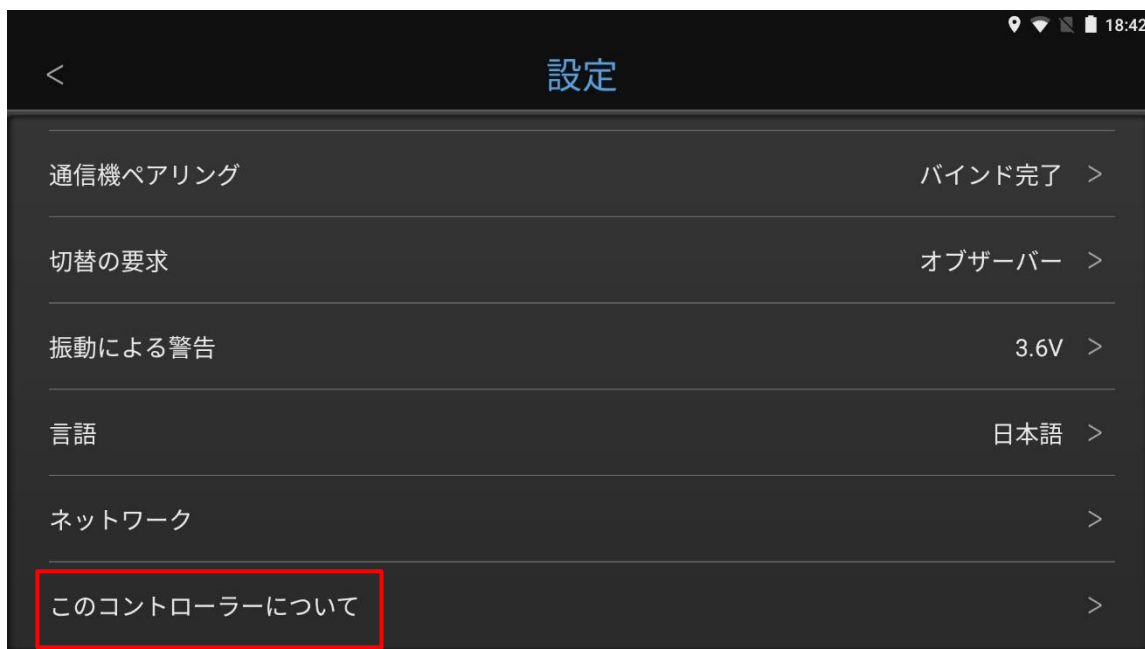 18:42
< 設定
通信機ペアリング バインド完了 >
切替の要求 オブザーバー >
振動による警告 3.6V >
言語 日本語 >
ネットワーク >
このコントローラーについて >